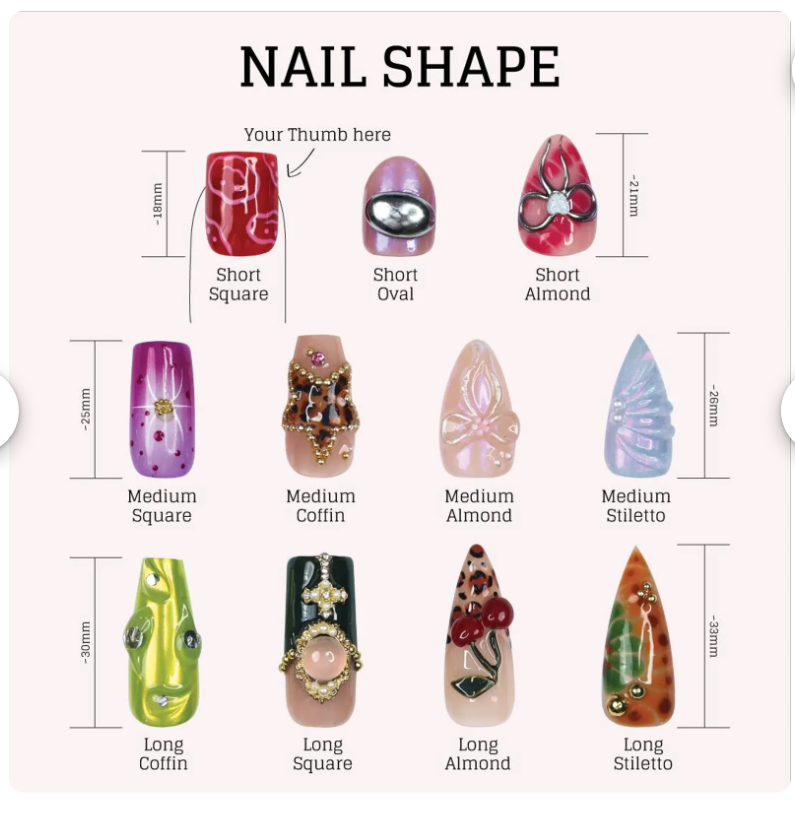 NAIL SHAPE
Your Thumb here
~18mm
~21mm
Short
Square
Short
Oval
Short
Almond
~25mm
~26mm
Medium
Square
Medium
Coffin
Medium
Almond
Medium
Stiletto
~30mm
~33mm
Long
Coffin
Long
Square
Long
Almond
Long
Stiletto